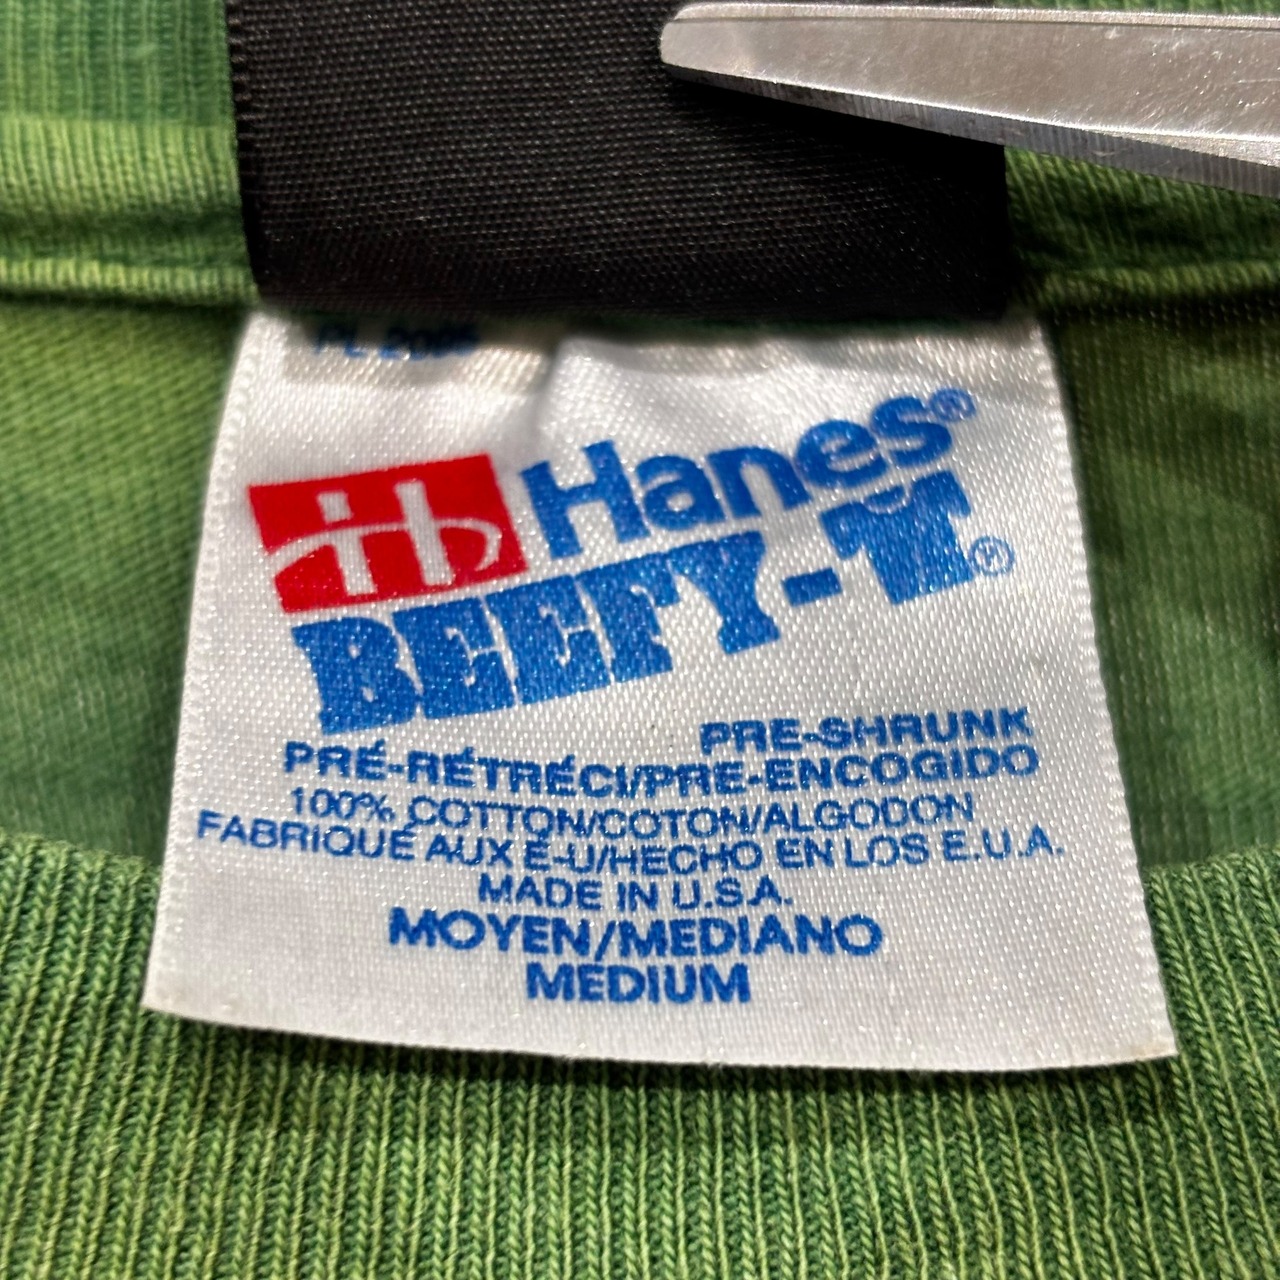 Hanes®
BEEFY-T®
PRE-SHRUNK
PRÉ-RÉTRÉCI/PRE-ENCOGIDO
100% COTTON/COTON/ALGODON
FABRIQUÉ AUX É-U/HECHO EN LOS E.U.A.
MADE IN U.S.A.
MOYEN/MEDIANO
MEDIUM